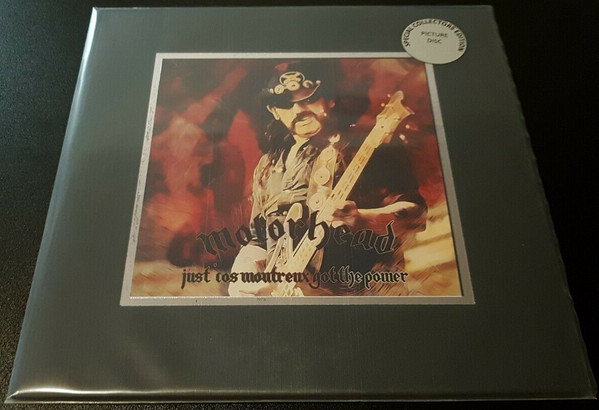 SPECIAL COLLECTORS EDITION
PICTURE
DISC
motörhead
just 'cos montreux got the power